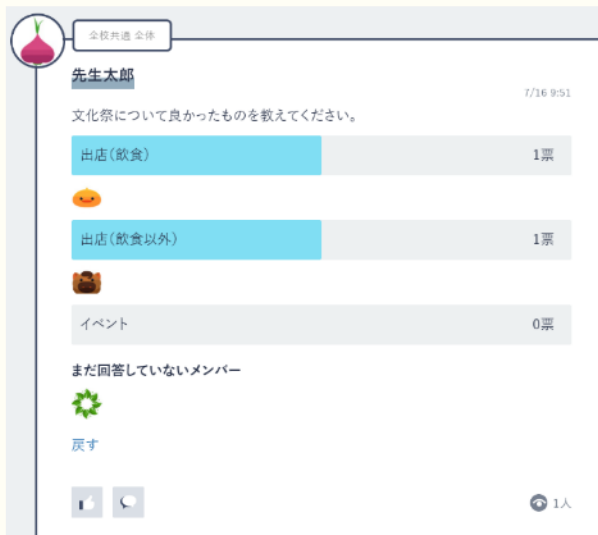 全校共通 全体
先生太郎
7/16 9:51
文化祭について良かったものを教えてください。
出店(飲食) 1票
出店(飲食以外) 1票
イベント 0票
まだ回答していないメンバー
戻す
1人